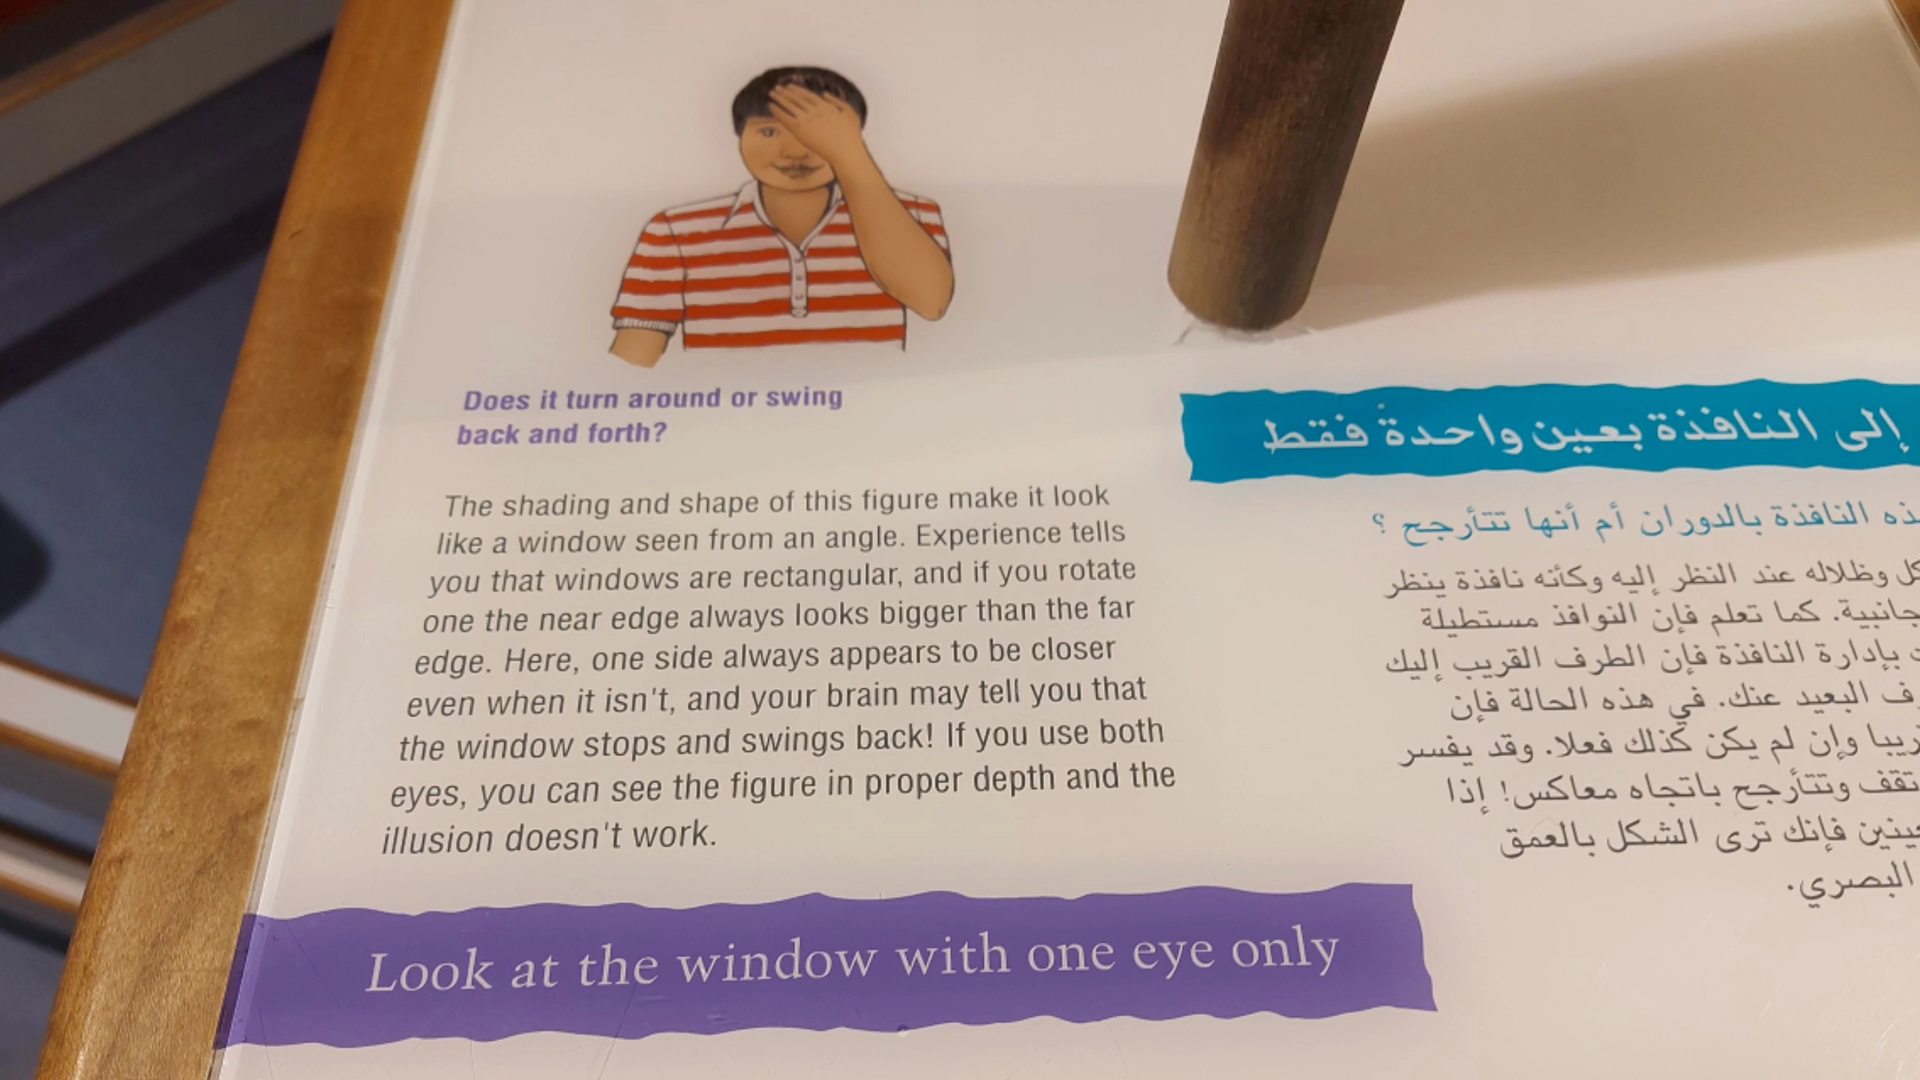 Does it turn around or swing
back and forth?
The shading and shape of this figure make it look
like a window seen from an angle. Experience tells
you that windows are rectangular, and if you rotate
one the near edge always looks bigger than the far
edge. Here, one side always appears to be closer
even when it isn't, and your brain may tell you that
the window stops and swings back! If you use both
eyes, you can see the figure in proper depth and the
illusion doesn't work.
Look at the window with one eye only
إلى النافذة بعين واحدة فقط
النافذة بالدوران أم أنها تتأرجح ؟
وظلاله عند النظر إليه وكأنه نافذة ينظر
جانبية. كما تعلم فإن النوافذ مستطيلة
بإدارة النافذة فإن الطرف القريب إليك
البعيد عنك. في هذه الحالة فإن
وإن لم يكن كذلك فعلا. وقد يفسر
تقف وتتأرجح باتجاه معاكس! إذا
فإنك ترى الشكل بالعمق
البصري.